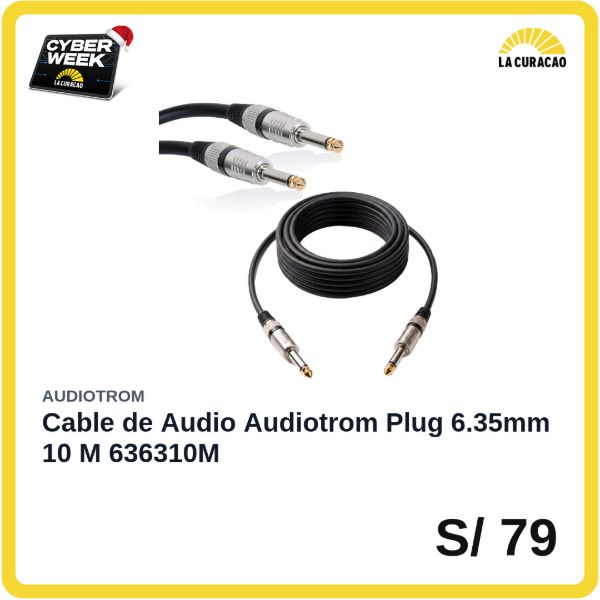 CYBER
WEEK
LA CURACAO
LA CURACAO
AUDIOTROM
Cable de Audio Audiotrom Plug 6.35mm
10 M 636310M
S/ 79